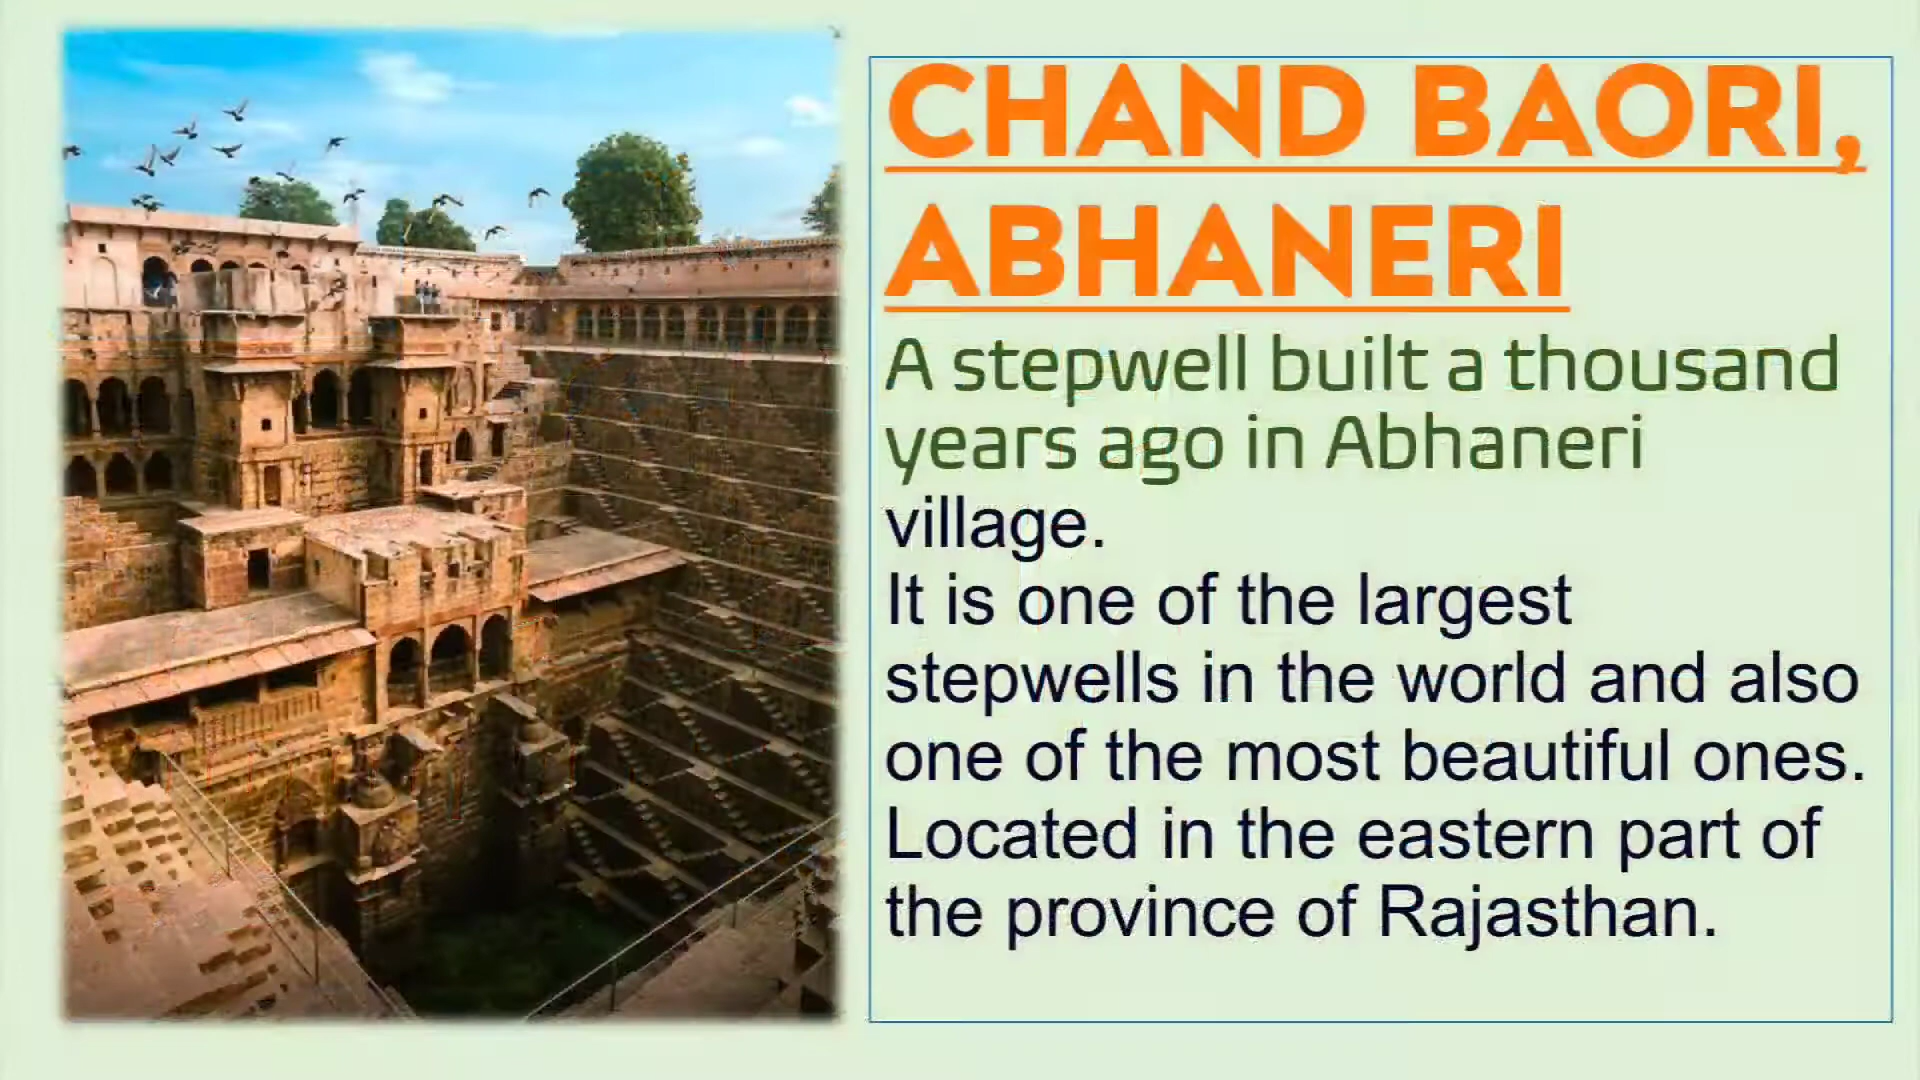 CHAND BAORI,
ABHANERI
A stepwell built a thousand
years ago in Abhaneri
village.
It is one of the largest
stepwells in the world and also
one of the most beautiful ones.
Located in the eastern part of
the province of Rajasthan.